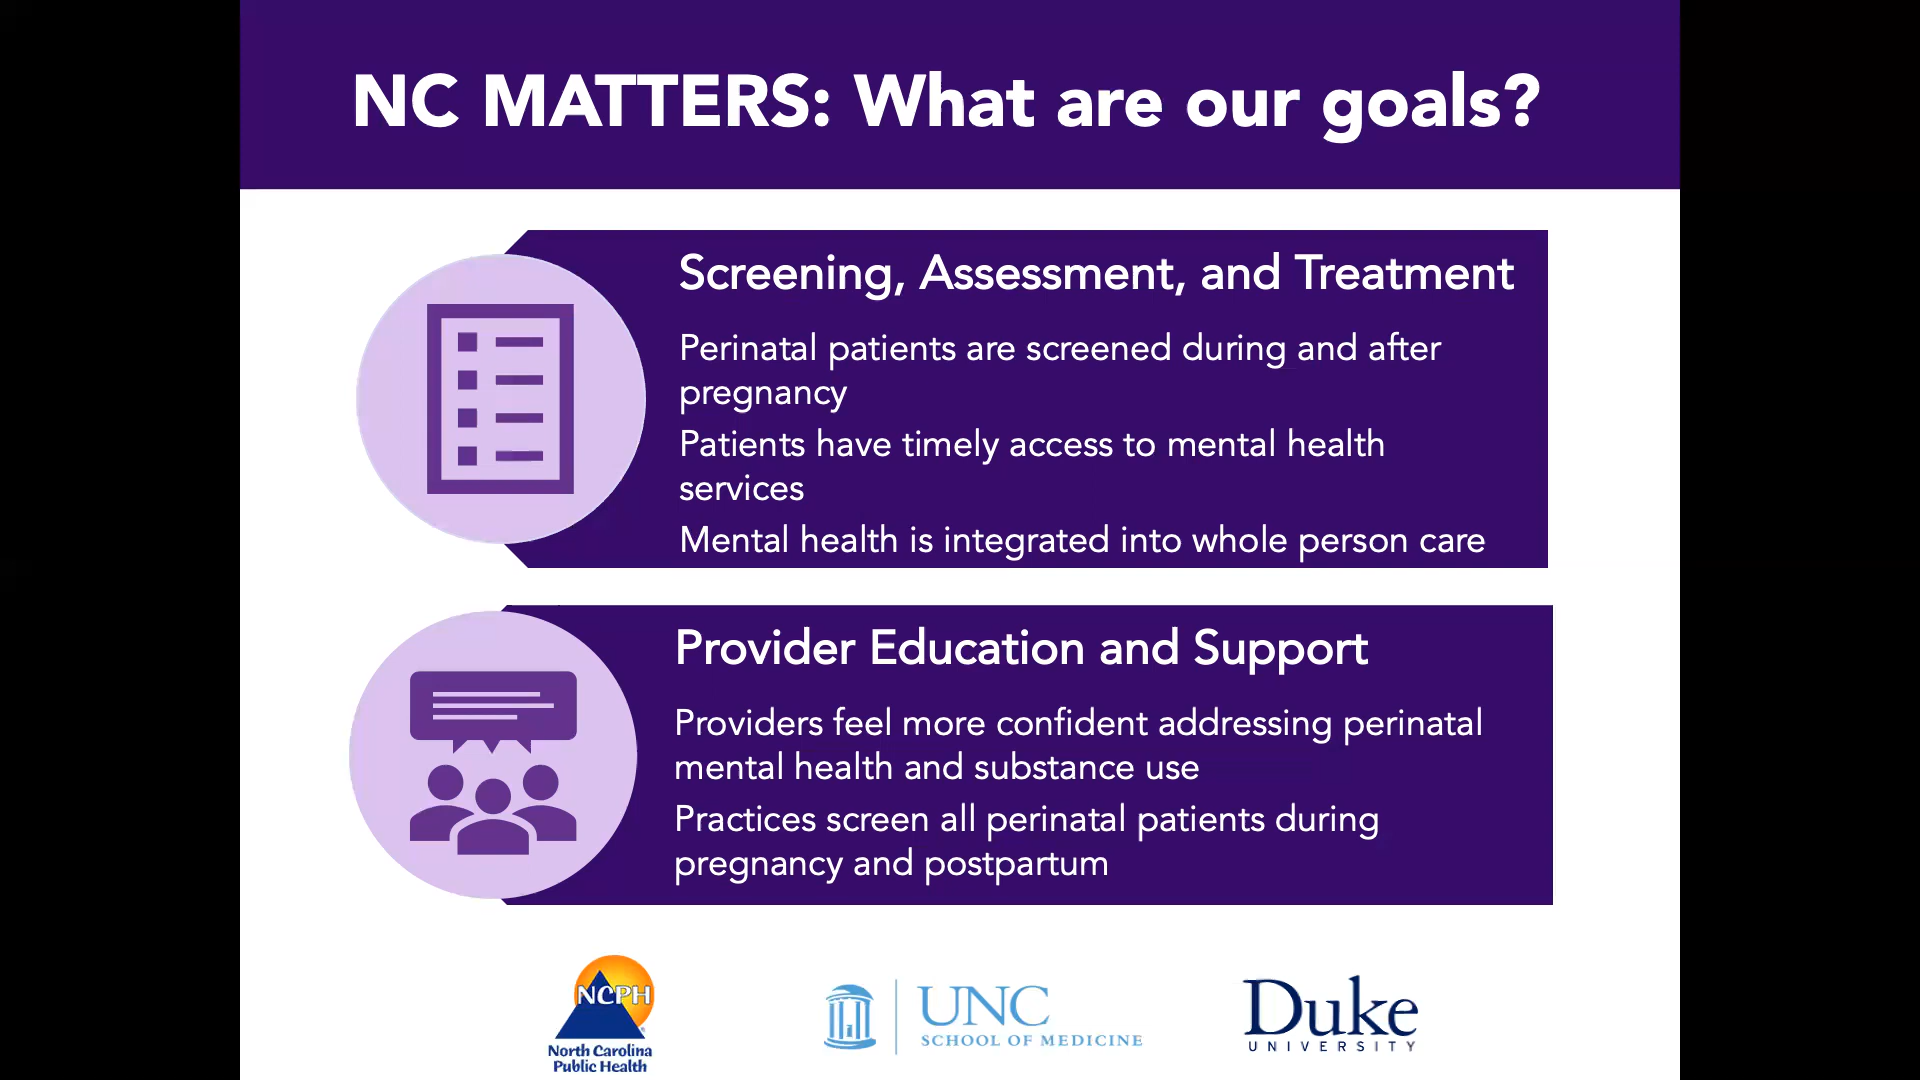 NC MATTERS: What are our goals?
Screening, Assessment, and Treatment
Perinatal patients are screened during and after
pregnancy
Patients have timely access to mental health
services
Mental health is integrated into whole person care
Provider Education and Support
Providers feel more confident addressing perinatal
mental health and substance use
Practices screen all perinatal patients during
pregnancy and postpartum
NCPH
North Carolina
Public Health
UNC
SCHOOL OF MEDICINE
Duke
UNIVERSITY